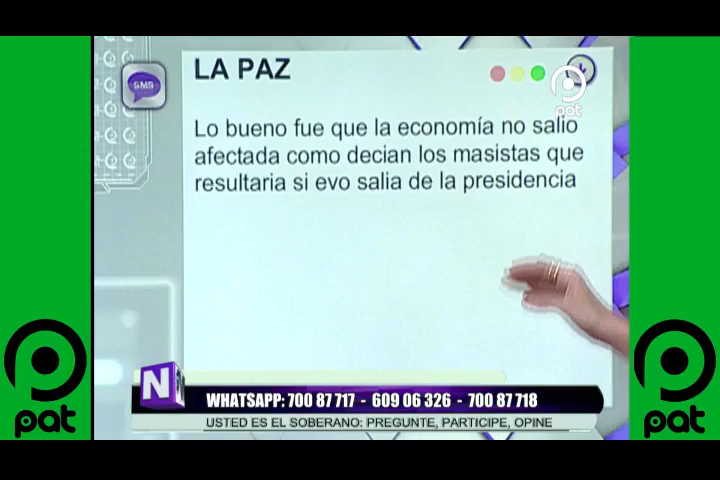 LA PAZ
SMS
pat
Lo bueno fue que la economía no salio
afectada como decian los masistas que
resultaria si evo salia de la presidencia
pat
pat
N
WHATSAPP: 700 87 717 - 609 06 326 - 700 87 718
USTED ES EL SOBERANO: PREGUNTE, PARTICIPE, OPINE